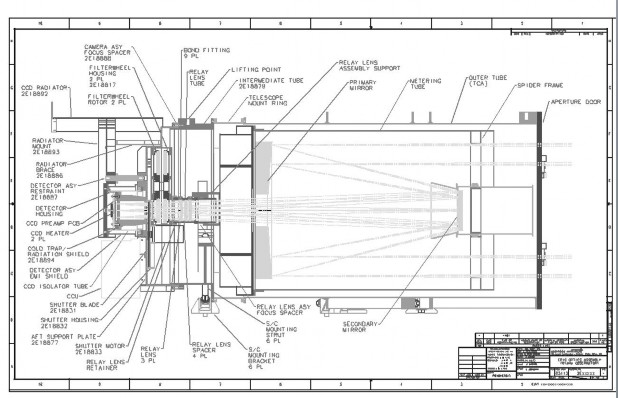 CAMERA ASY
FOCUS SPACER
2E18888
FILTERWHEEL
HOUSING
2 PL
2E18817
FILTERWHEEL
ROTOR 2 PL
CCD RADIATOR
2E18892
BOND FITTING
9 PL
RELAY
LENS
TUBE
LIFTING POINT
INTERMEDIATE TUBE
2E18879
TELESCOPE
MOUNT RING
RELAY LENS
ASSEMBLY SUPPORT
PRIMARY
MIRROR
METERING
TUBE
OUTER TUBE
(TCA)
SPIDER FRAME
APERTURE DOOR
RADIATOR
MOUNT
2E18893
RADIATOR
BRACE
2E18886
DETECTOR ASY
RESTRAINT
2E18887
DETECTOR
HOUSING
CCD PREAMP PCB
CCD HEATER
2 PL
COLD TRAP/
RADIATION SHIELD
2E18894
DETECTOR ASY
EMI SHIELD
CCD ISOLATOR TUBE
CCD
SHUTTER BLADE
2E18831
SHUTTER HOUSING
2E18832
AFT SUPPORT PLATE
2E18877
SHUTTER MOTOR
2E18833
RELAY LENS
RETAINER
RELAY
LENS
3 PL
RELAY LENS
SPACER
4 PL
RELAY LENS ASY
FOCUS SPACER
S/C
MOUNTING
STRUT
6 PL
S/C
MOUNTING
BRACKET
6 PL
SECONDARY
MIRROR